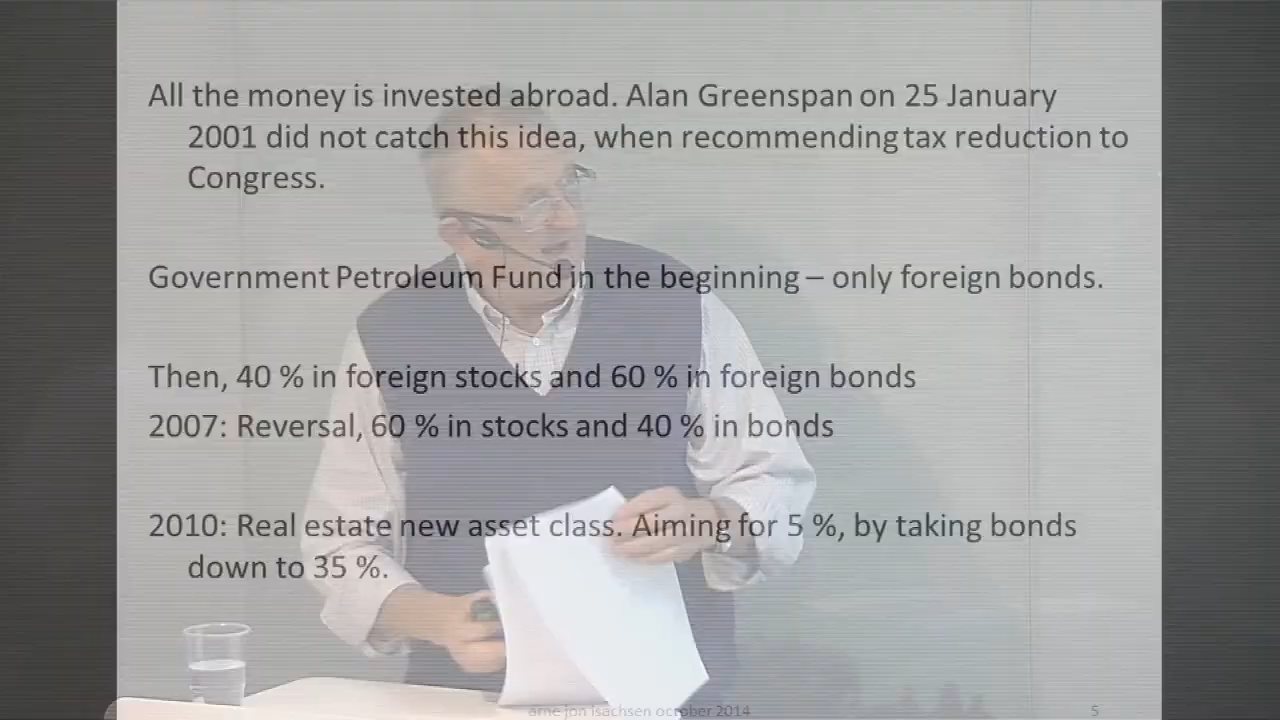 All the money is invested abroad. Alan Greenspan on 25 January
2001 did not catch this idea, when recommending tax reduction to
Congress.
Government Petroleum Fund in the beginning – only foreign bonds.
Then, 40 % in foreign stocks and 60 % in foreign bonds
2007: Reversal, 60 % in stocks and 40 % in bonds
2010: Real estate new asset class. Aiming for 5 %, by taking bonds
down to 35 %.
arne jon isachsen october 2014
5